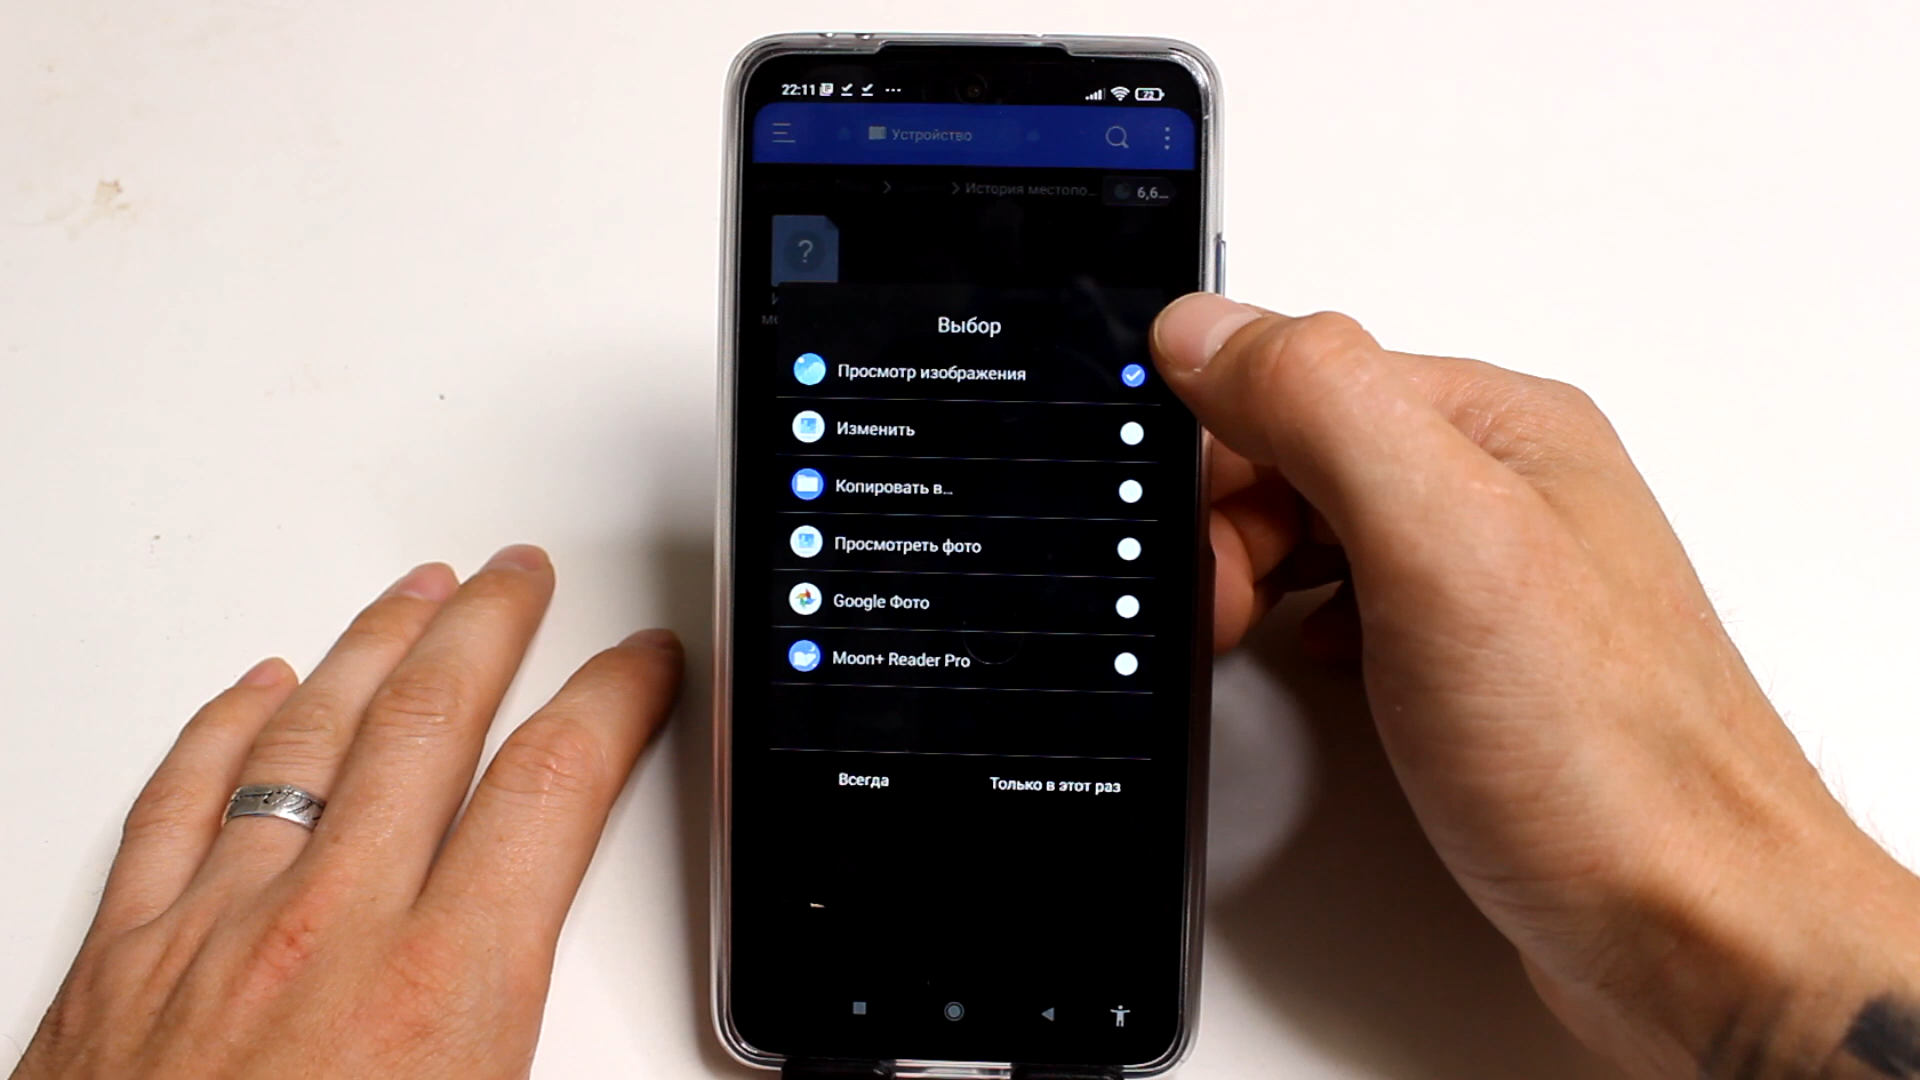 22:11
72
Устройство
История местопо...
6,6...
?
Выбор
Просмотр изображения
Изменить
Копировать в...
Просмотреть фото
Google Фото
Moon+ Reader Pro
Всегда
Только в этот раз